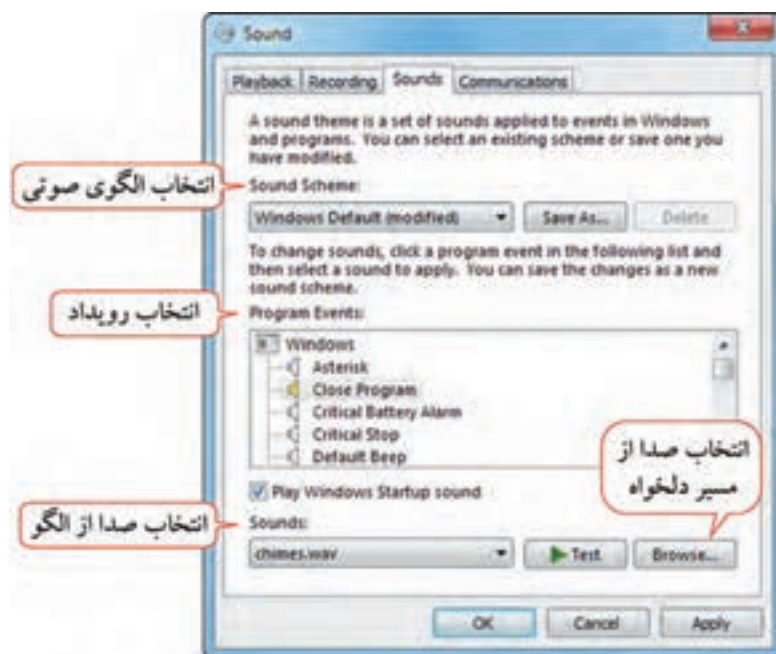 Sound
Playback Recording Sounds Communications
A sound theme is a set of sounds applied to events in Windows
and programs. You can select an existing scheme or save one you
have modified.
انتخاب الگوی صوتی
Sound Scheme:
Windows Default (modified) Save As... Delete
To change sounds, click a program event in the following list and
then select a sound to apply. You can save the changes as a new
sound scheme.
انتخاب رویداد
Program Events:
Windows
Asterisk
Close Program
Critical Battery Alarm
Critical Stop
Default Beep
انتخاب صدا از
مسیر دلخواه
Play Windows Startup sound
انتخاب صدا از الگو
Sounds:
chimes.wav Test Browse...
OK Cancel Apply